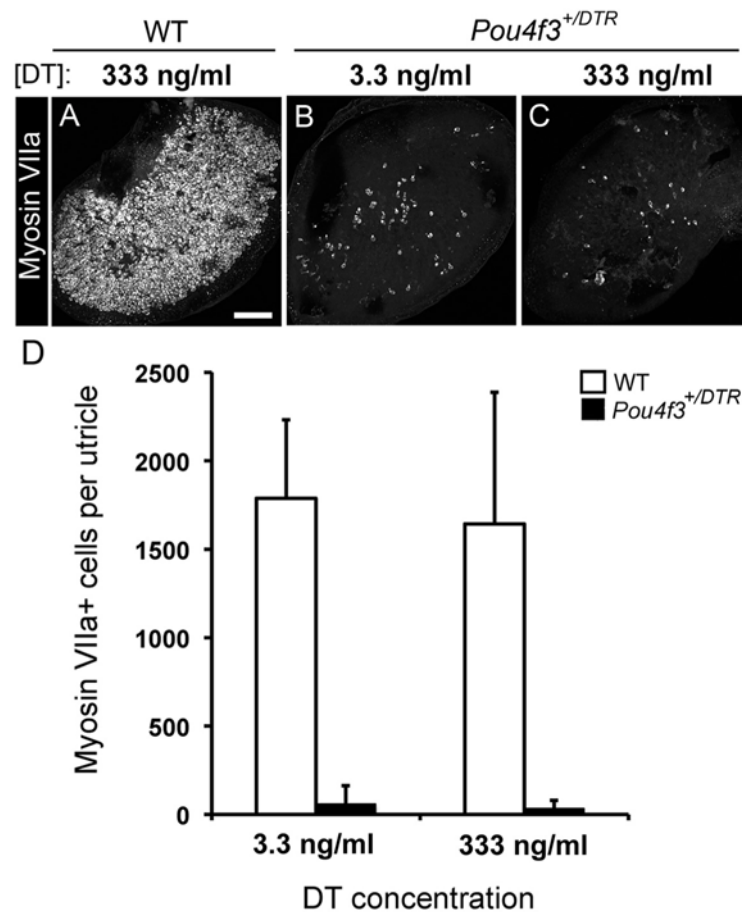 WT
Pou4f3+/DTR
[DT]: 333 ng/ml 3.3 ng/ml 333 ng/ml
Myosin VIIa
A
B
C
D
Myosin VIIa+ cells per utricle
2500
2000
1500
1000
500
0
WT
Pou4f3+/DTR
3.3 ng/ml 333 ng/ml
DT concentration